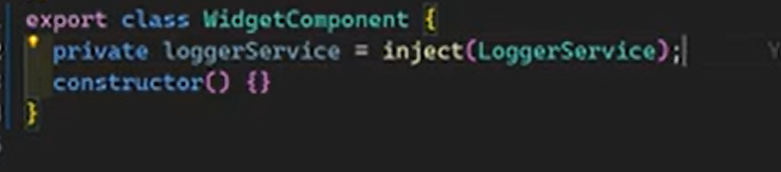 export class WidgetComponent {
private loggerService = inject(LoggerService);
constructor() {}
}